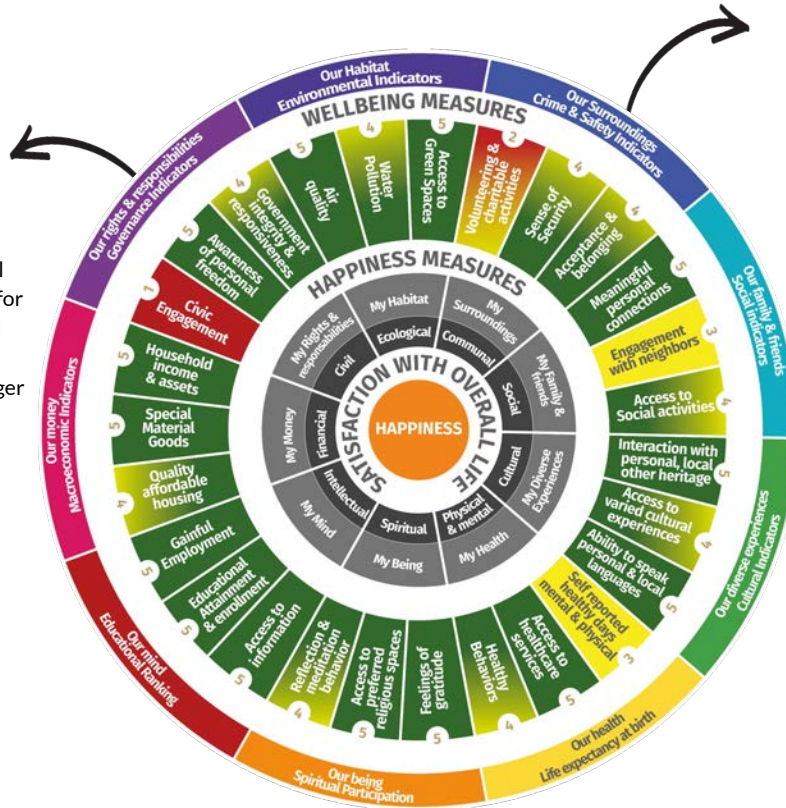 Our Habitat
Environmental Indicators
Our Surroundings
Crime & Safety Indicators
Our family & friends
Social indicators
Our diverse experiences
Cultural Indicators
Our health
Life expectancy at birth
Our being
Spiritual Participation
Our mind
Educational Ranking
Our money
Macroeconomic Indicators
Our rights & responsibilities
Governance Indicators
l
for
ger
WELLBEING MEASURES
5
Access to
Green Spaces
2
Volunteering &
charitable
activities
4
Sense of
Security
4
Acceptance &
belonging
5
Meaningful
personal
connections
3
Engagement
with neighbors
4
Access to
Social activities
5
Interaction with
personal, local
other heritage
4
Access to
varied cultural
experiences
5
Ability to speak
personal & local
languages
3
Self reported
healthy days
mental & physical
5
Access to
healthcare
services
4
Healthy
Behaviors
5
Feelings of
gratitude
5
Access to
preferred
religious spaces
4
Reflection &
meditation
behavior
5
Access to
information
5
Educational
Attainment
& enrollment
5
Gainful
Employment
4
Quality
affordable
housing
5
Special
Material
Goods
5
Household
income
& assets
1
Civic
Engagement
5
Awareness
of personal
freedom
4
Government
integrity &
responsiveness
5
Air
quality
4
Water
Pollution
HAPPINESS MEASURES
My Habitat
My
Surroundings
My Family &
friends
My Diverse
Experiences
My Health
My Being
My Mind
My Money
My Rights &
responsabilities
Ecological
Communal
Social
Cultural
Physical
& mental
Spiritual
Intellectual
Financial
Civil
SATISFACTION WITH OVERALL LIFE
HAPPINESS